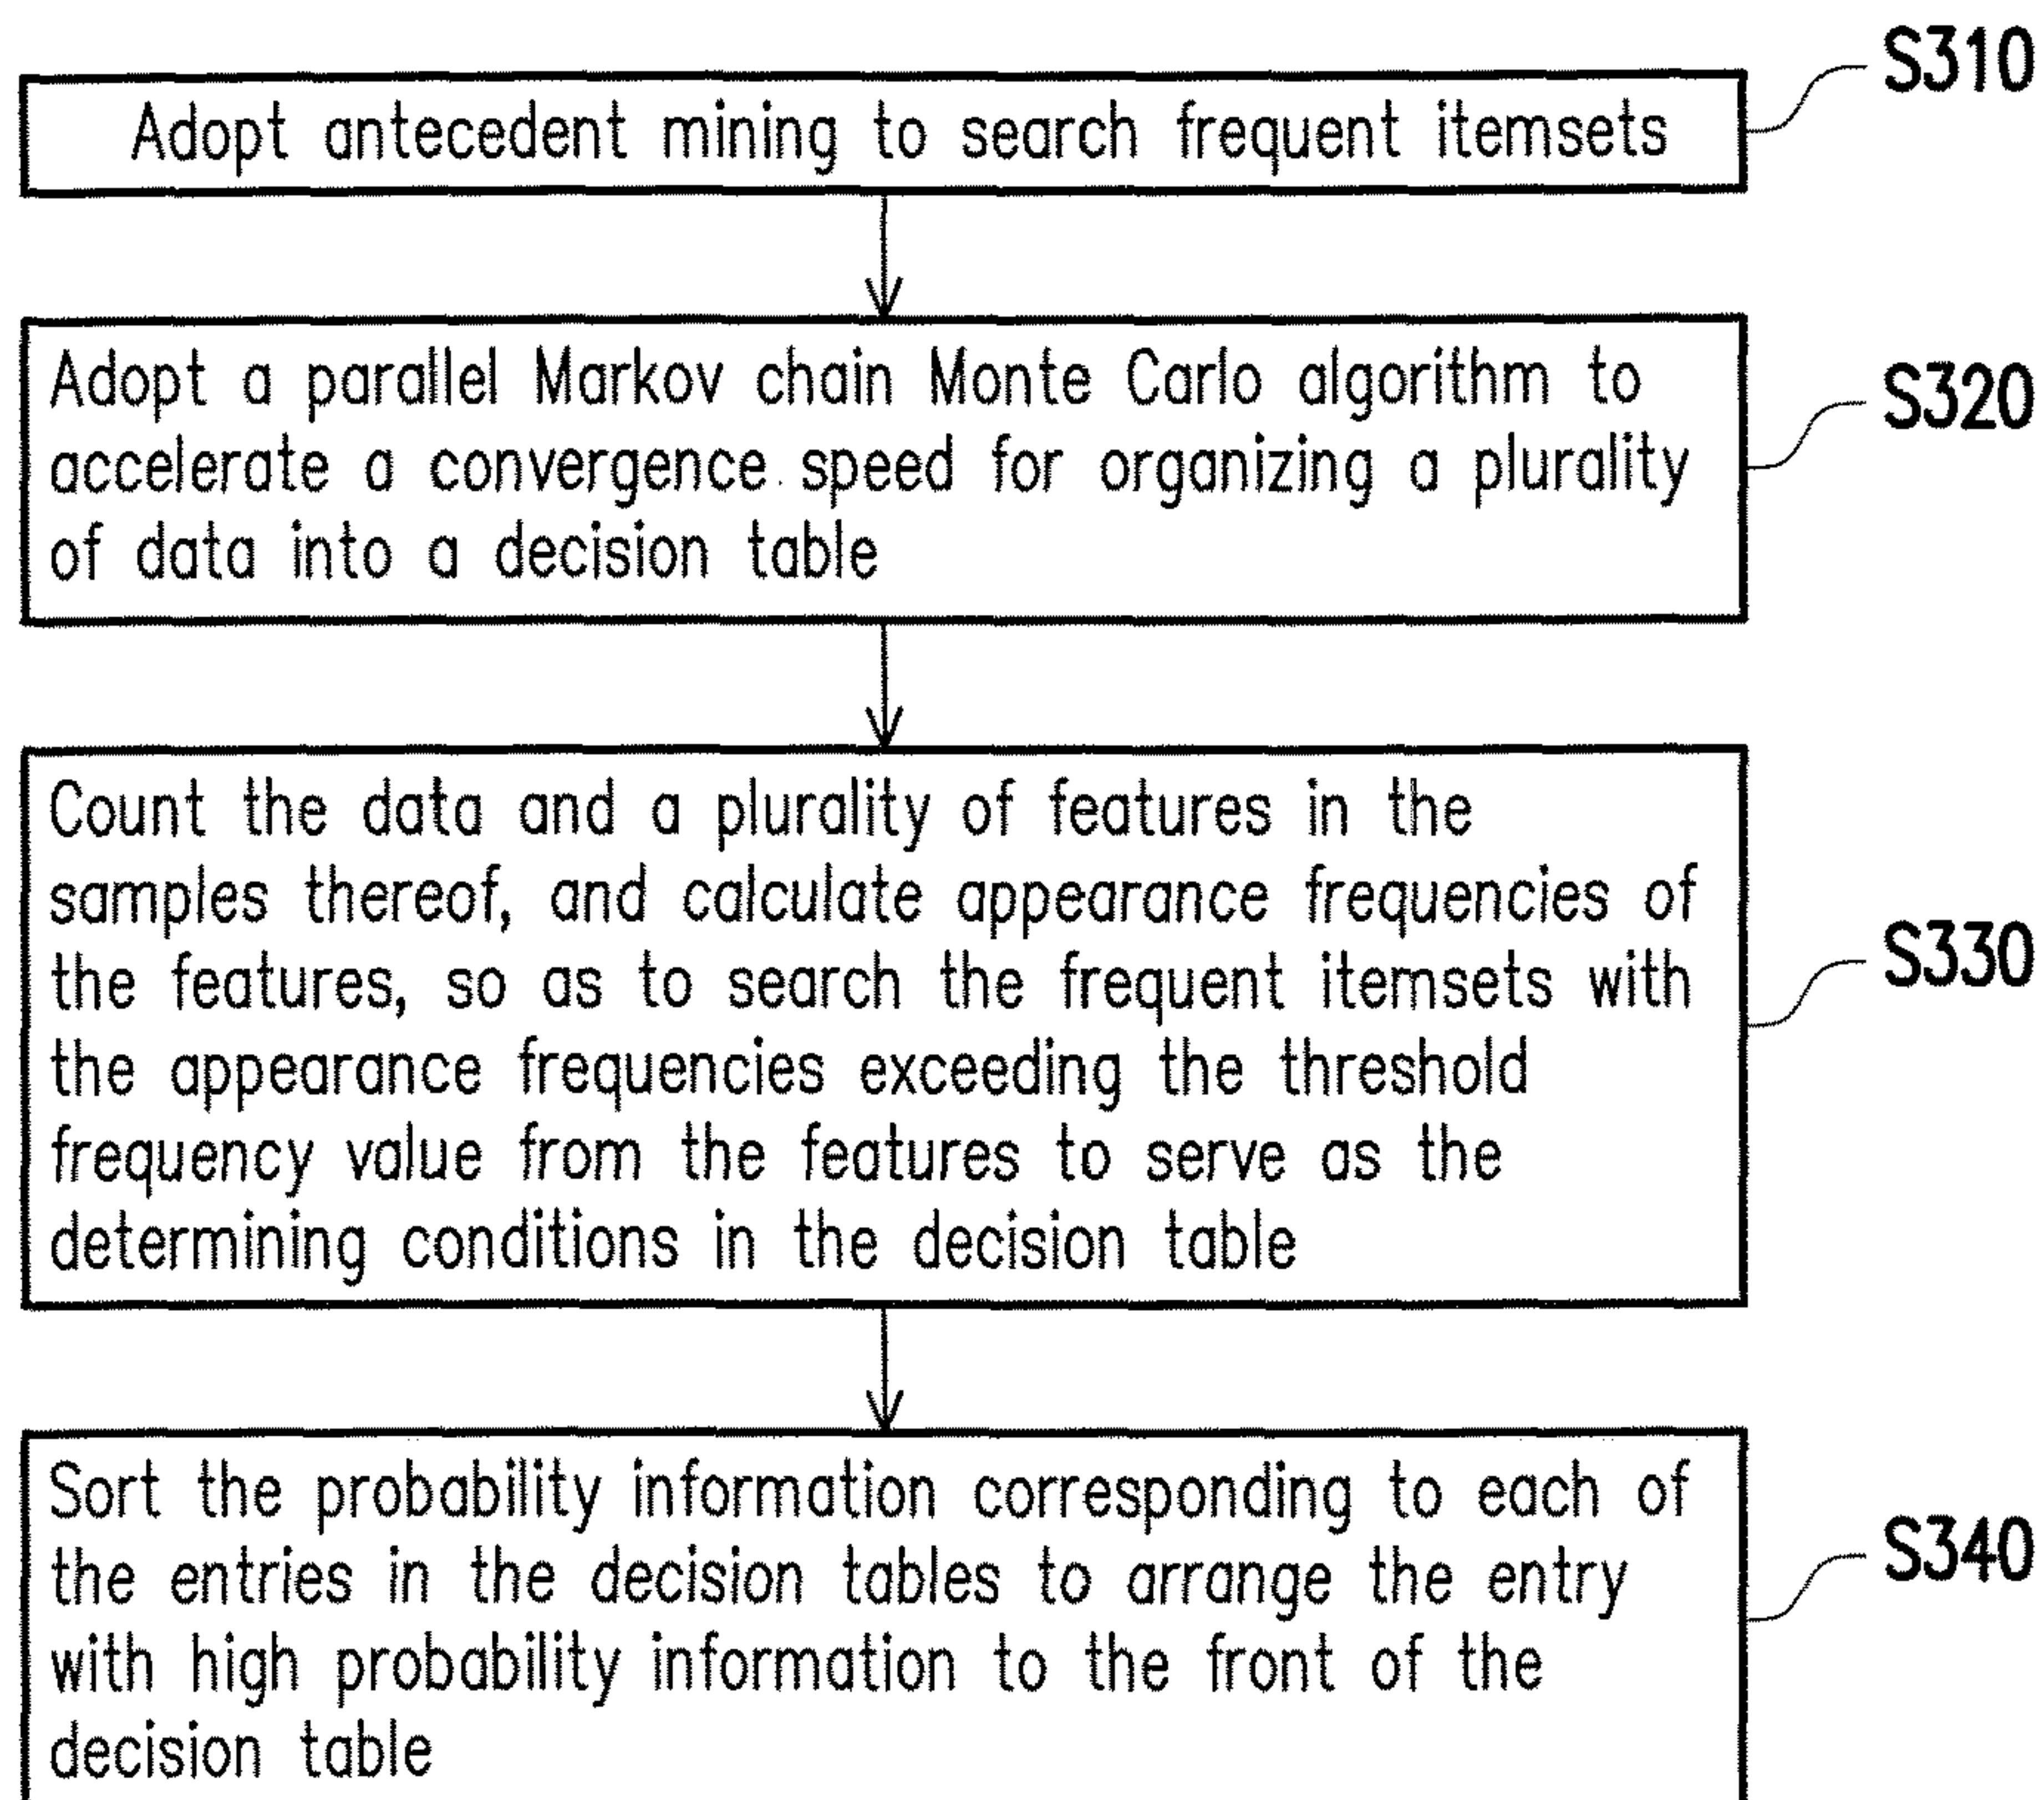 S310
Adopt antecedent mining to search frequent itemsets
S320
Adopt a parallel Markov chain Monte Carlo algorithm to
accelerate a convergence speed for organizing a plurality
of data into a decision table
S330
Count the data and a plurality of features in the
samples thereof, and calculate appearance frequencies of
the features, so as to search the frequent itemsets with
the appearance frequencies exceeding the threshold
frequency value from the features to serve as the
determining conditions in the decision table
S340
Sort the probability information corresponding to each of
the entries in the decision tables to arrange the entry
with high probability information to the front of the
decision table